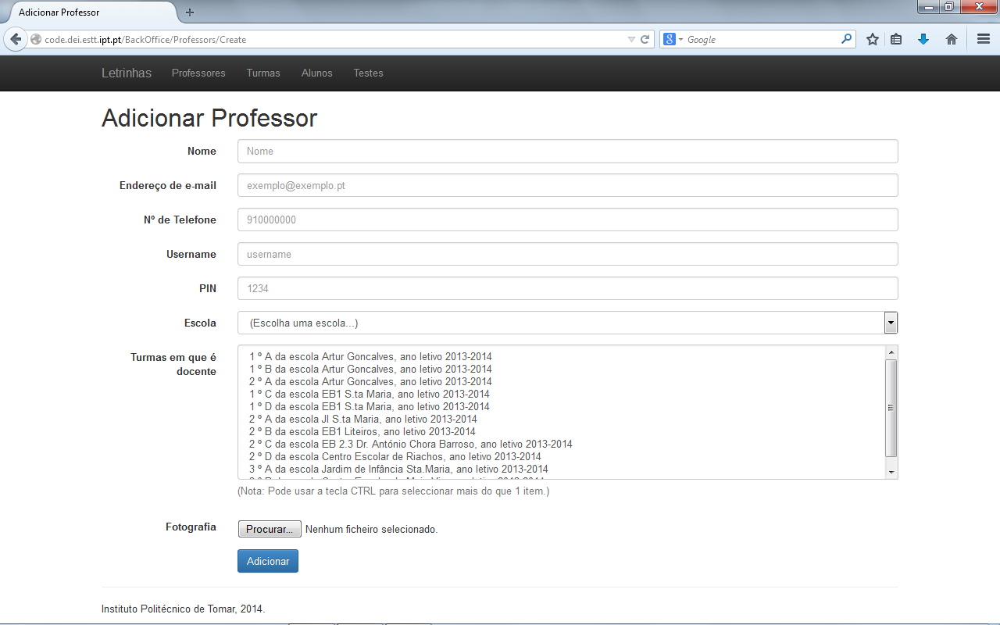 Adicionar Professor
code.dei.estt.ipt.pt/BackOffice/Professors/Create
Google
Letrinhas Professores Turmas Alunos Testes
Adicionar Professor
Nome Nome
Endereço de e-mail exemplo@exemplo.pt
Nº de Telefone 910000000
Username username
PIN 1234
Escola (Escolha uma escola...)
Turmas em que é
docente
1 º A da escola Artur Goncalves, ano letivo 2013-2014
1 º B da escola Artur Goncalves, ano letivo 2013-2014
2 º A da escola Artur Goncalves, ano letivo 2013-2014
1 º C da escola EB1 S.ta Maria, ano letivo 2013-2014
1 º D da escola EB1 S.ta Maria, ano letivo 2013-2014
2 º A da escola JI S.ta Maria, ano letivo 2013-2014
2 º B da escola EB1 Liteiros, ano letivo 2013-2014
2 º C da escola EB 2.3 Dr. António Chora Barroso, ano letivo 2013-2014
2 º D da escola Centro Escolar de Riachos, ano letivo 2013-2014
3 º A da escola Jardim de Infância Sta.Maria, ano letivo 2013-2014
(Nota: Pode usar a tecla CTRL para seleccionar mais do que 1 item.)
Fotografia Procurar... Nenhum ficheiro selecionado.
Adicionar
Instituto Politécnico de Tomar, 2014.